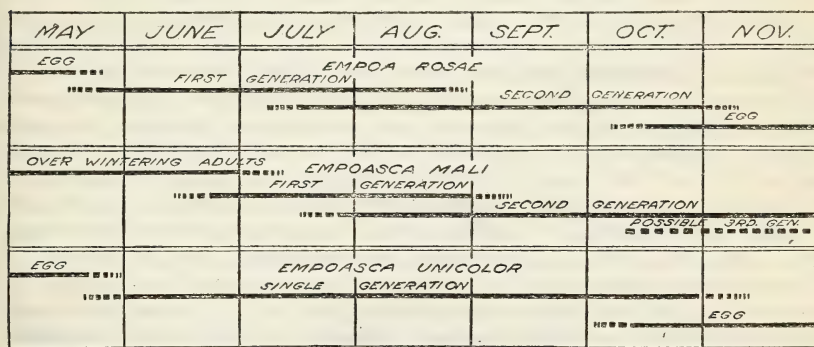 MAY JUNE JULY AUG. SEPT. OCT. NOV.
EGG EMPOA ROSAE
FIRST GENERATION
SECOND GENERATION
EGG
OVER WINTERING ADULTS EMPOASCA MALI
FIRST GENERATION
SECOND GENERATION
POSSIBLE 3RD. GEN.
EGG EMPOASCA UNICOLOR
SINGLE GENERATION
EGG